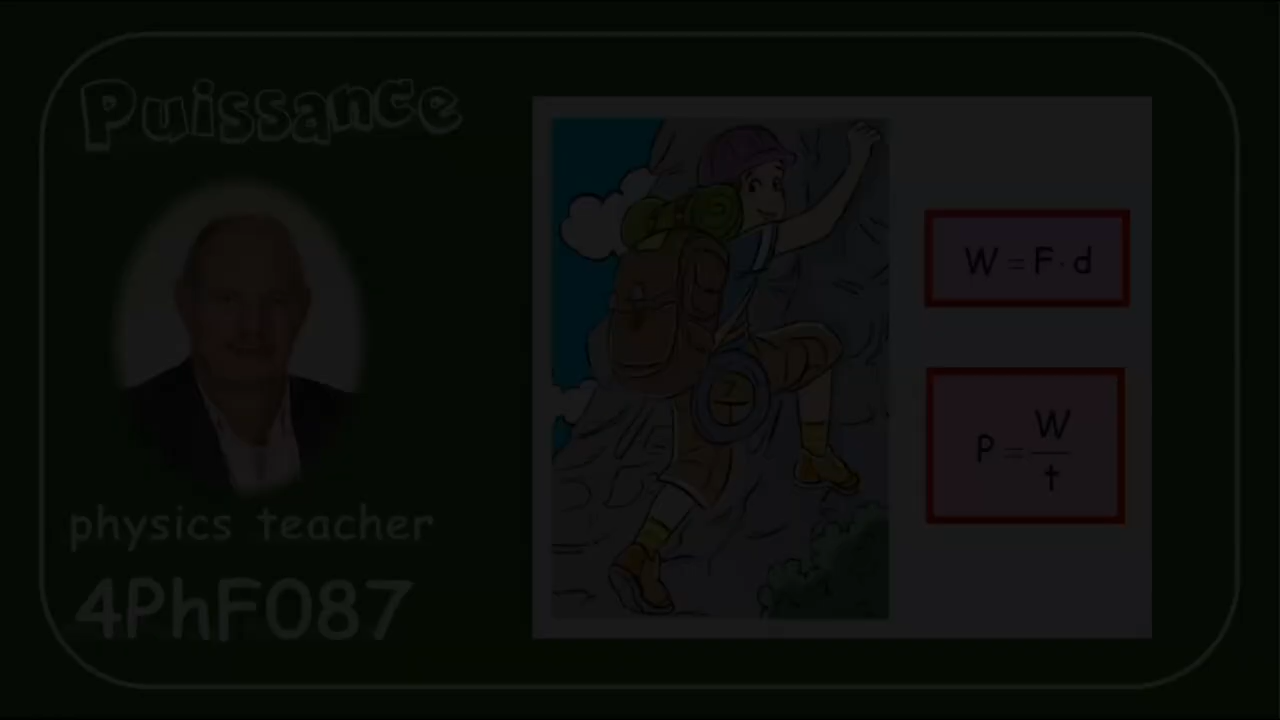 Puissance
physics teacher
4PhF087
W = F · d
P = W
t